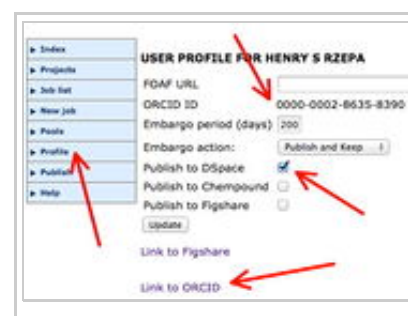 Index
Projects
Job list
New job
Pools
Profile
Publish
Help
USER PROFILE FOR HENRY S RZEPA
FOAF URL
ORCID ID 0000-0002-8635-8390
Embargo period (days) 200
Embargo action: Publish and Keep
Publish to DSpace
Publish to Chempound
Publish to Figshare
Update
Link to Figshare
Link to ORCID